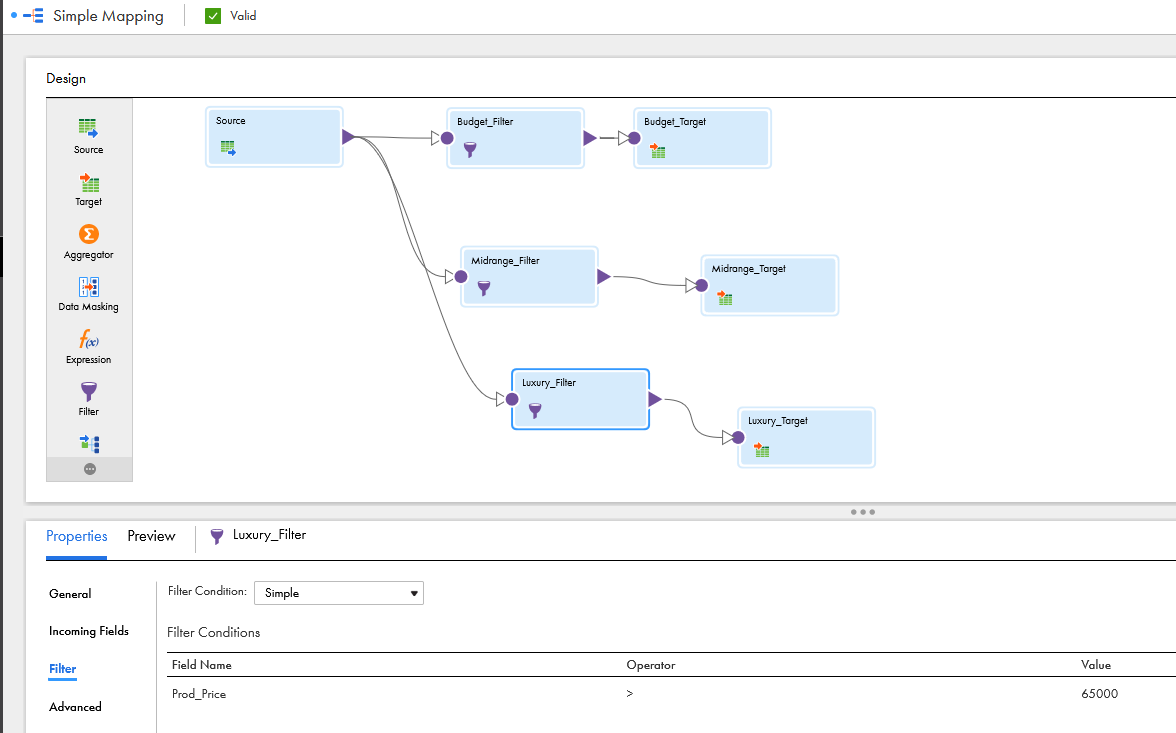 Simple Mapping
Valid
Design
Source
Target
Aggregator
Data Masking
Expression
Filter
Source
Budget_Filter
Budget_Target
Midrange_Filter
Midrange_Target
Luxury_Filter
Luxury_Target
Properties Preview Luxury_Filter
General
Incoming Fields
Filter
Advanced
Filter Condition: Simple
Filter Conditions
Field Name Operator Value
Prod_Price > 65000